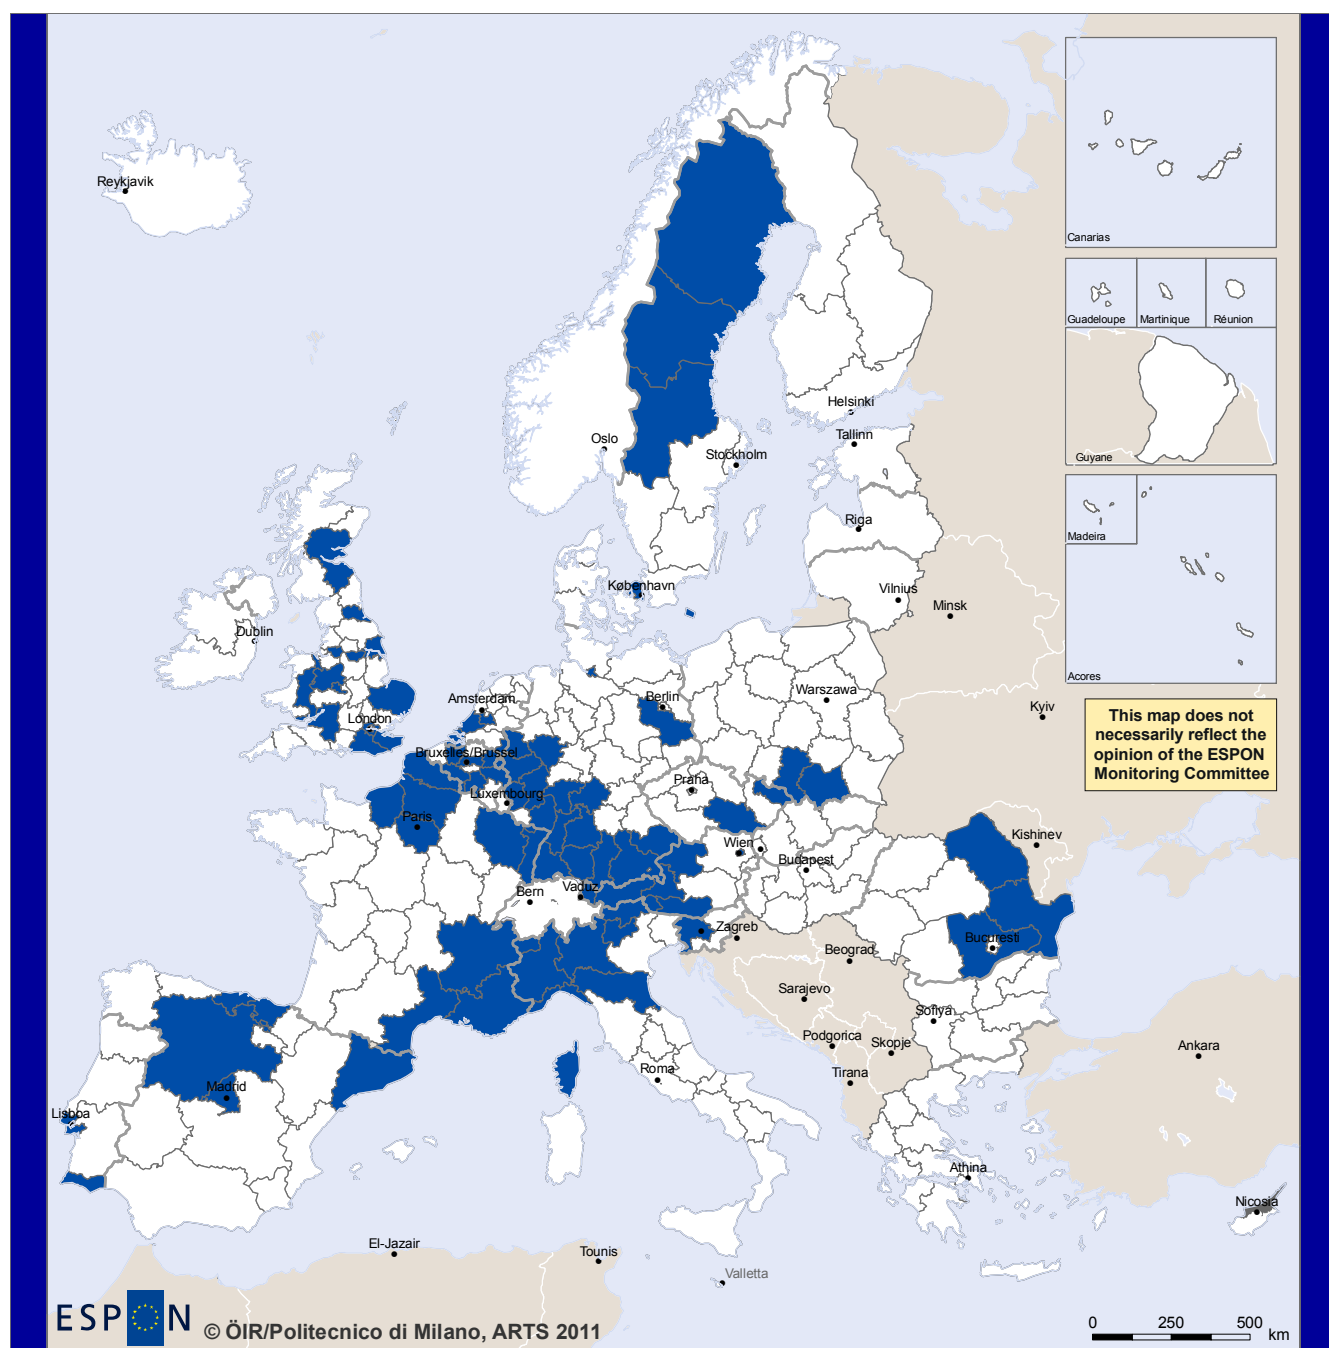 Canarias
Guadeloupe
Martinique
Réunion
Guyane
Madeira
Acores
Reykjavik
Oslo
Helsinki
Tallinn
Stockholm
Riga
København
Vilnius
Minsk
Dublin
Amsterdam
Berlin
Warszawa
London
Kyiv
Bruxelles/Brussel
Praha
Luxembourg
Paris
Kishinev
Wien
Budapest
Bern
Vaduz
Zagreb
Bucuresti
Beograd
Sarajevo
Sofiya
Podgorica
Skopje
Ankara
Roma
Tirana
Madrid
Lisboa
Athina
Nicosia
El-Jazair
Tounis
Valletta
This map does not
necessarily reflect the
opinion of the ESPON
Monitoring Committee
ESPON
© ÖIR/Politecnico di Milano, ARTS 2011
0 250 500
km